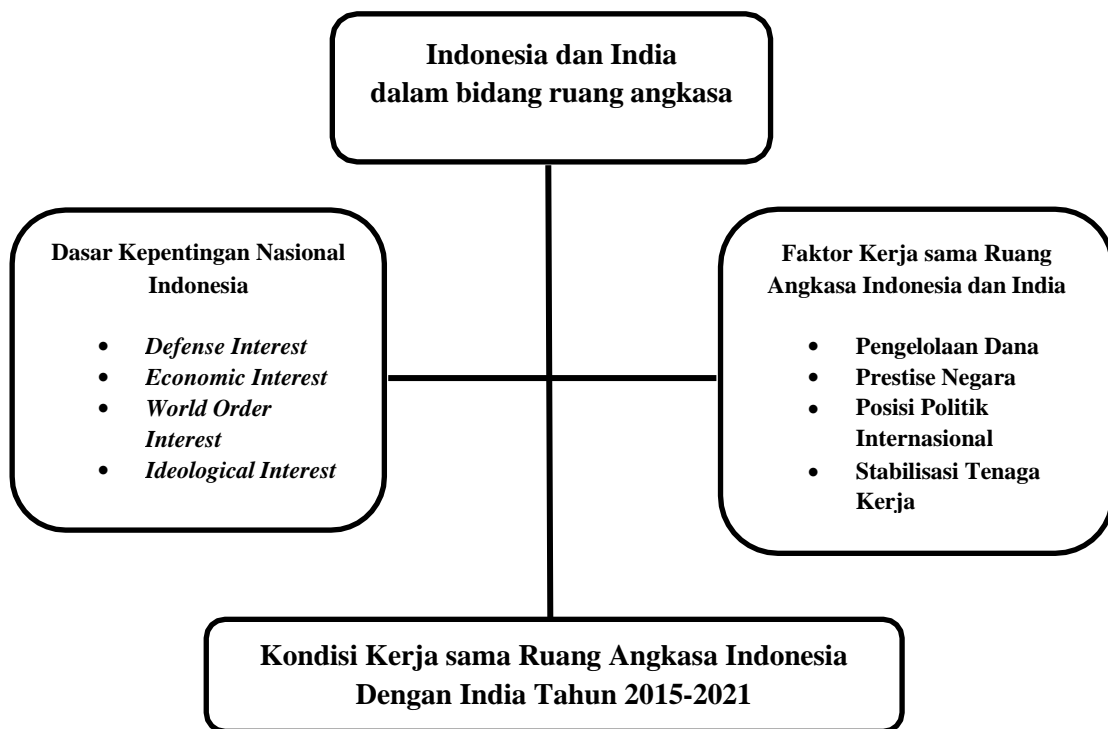 Indonesia dan India
dalam bidang ruang angkasa
Dasar Kepentingan Nasional
Indonesia
• Defense Interest
• Economic Interest
• World Order
Interest
• Ideological Interest
Faktor Kerja sama Ruang
Angkasa Indonesia dan India
• Pengelolaan Dana
• Prestise Negara
• Posisi Politik
Internasional
• Stabilisasi Tenaga
Kerja
Kondisi Kerja sama Ruang Angkasa Indonesia
Dengan India Tahun 2015-2021